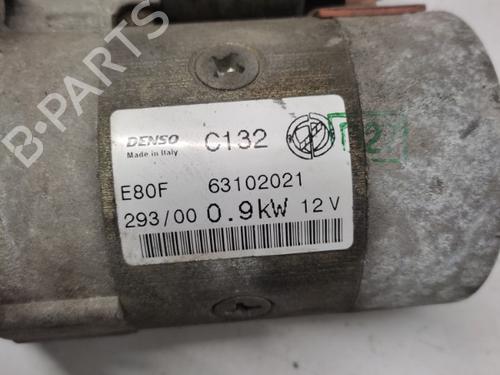 B-PARTS
DENSO C132
Made in Italy
E80F 63102021
293/00 0.9kW 12 V